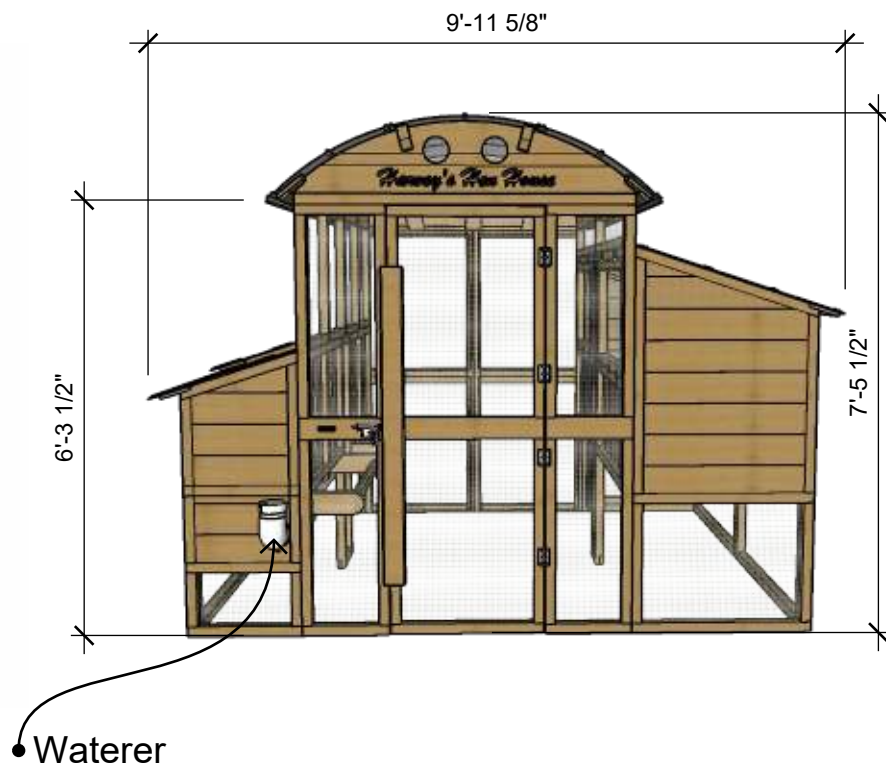 9'-11 5/8"
Harvey's Hen House
6'-3 1/2"
7'-5 1/2"
Waterer